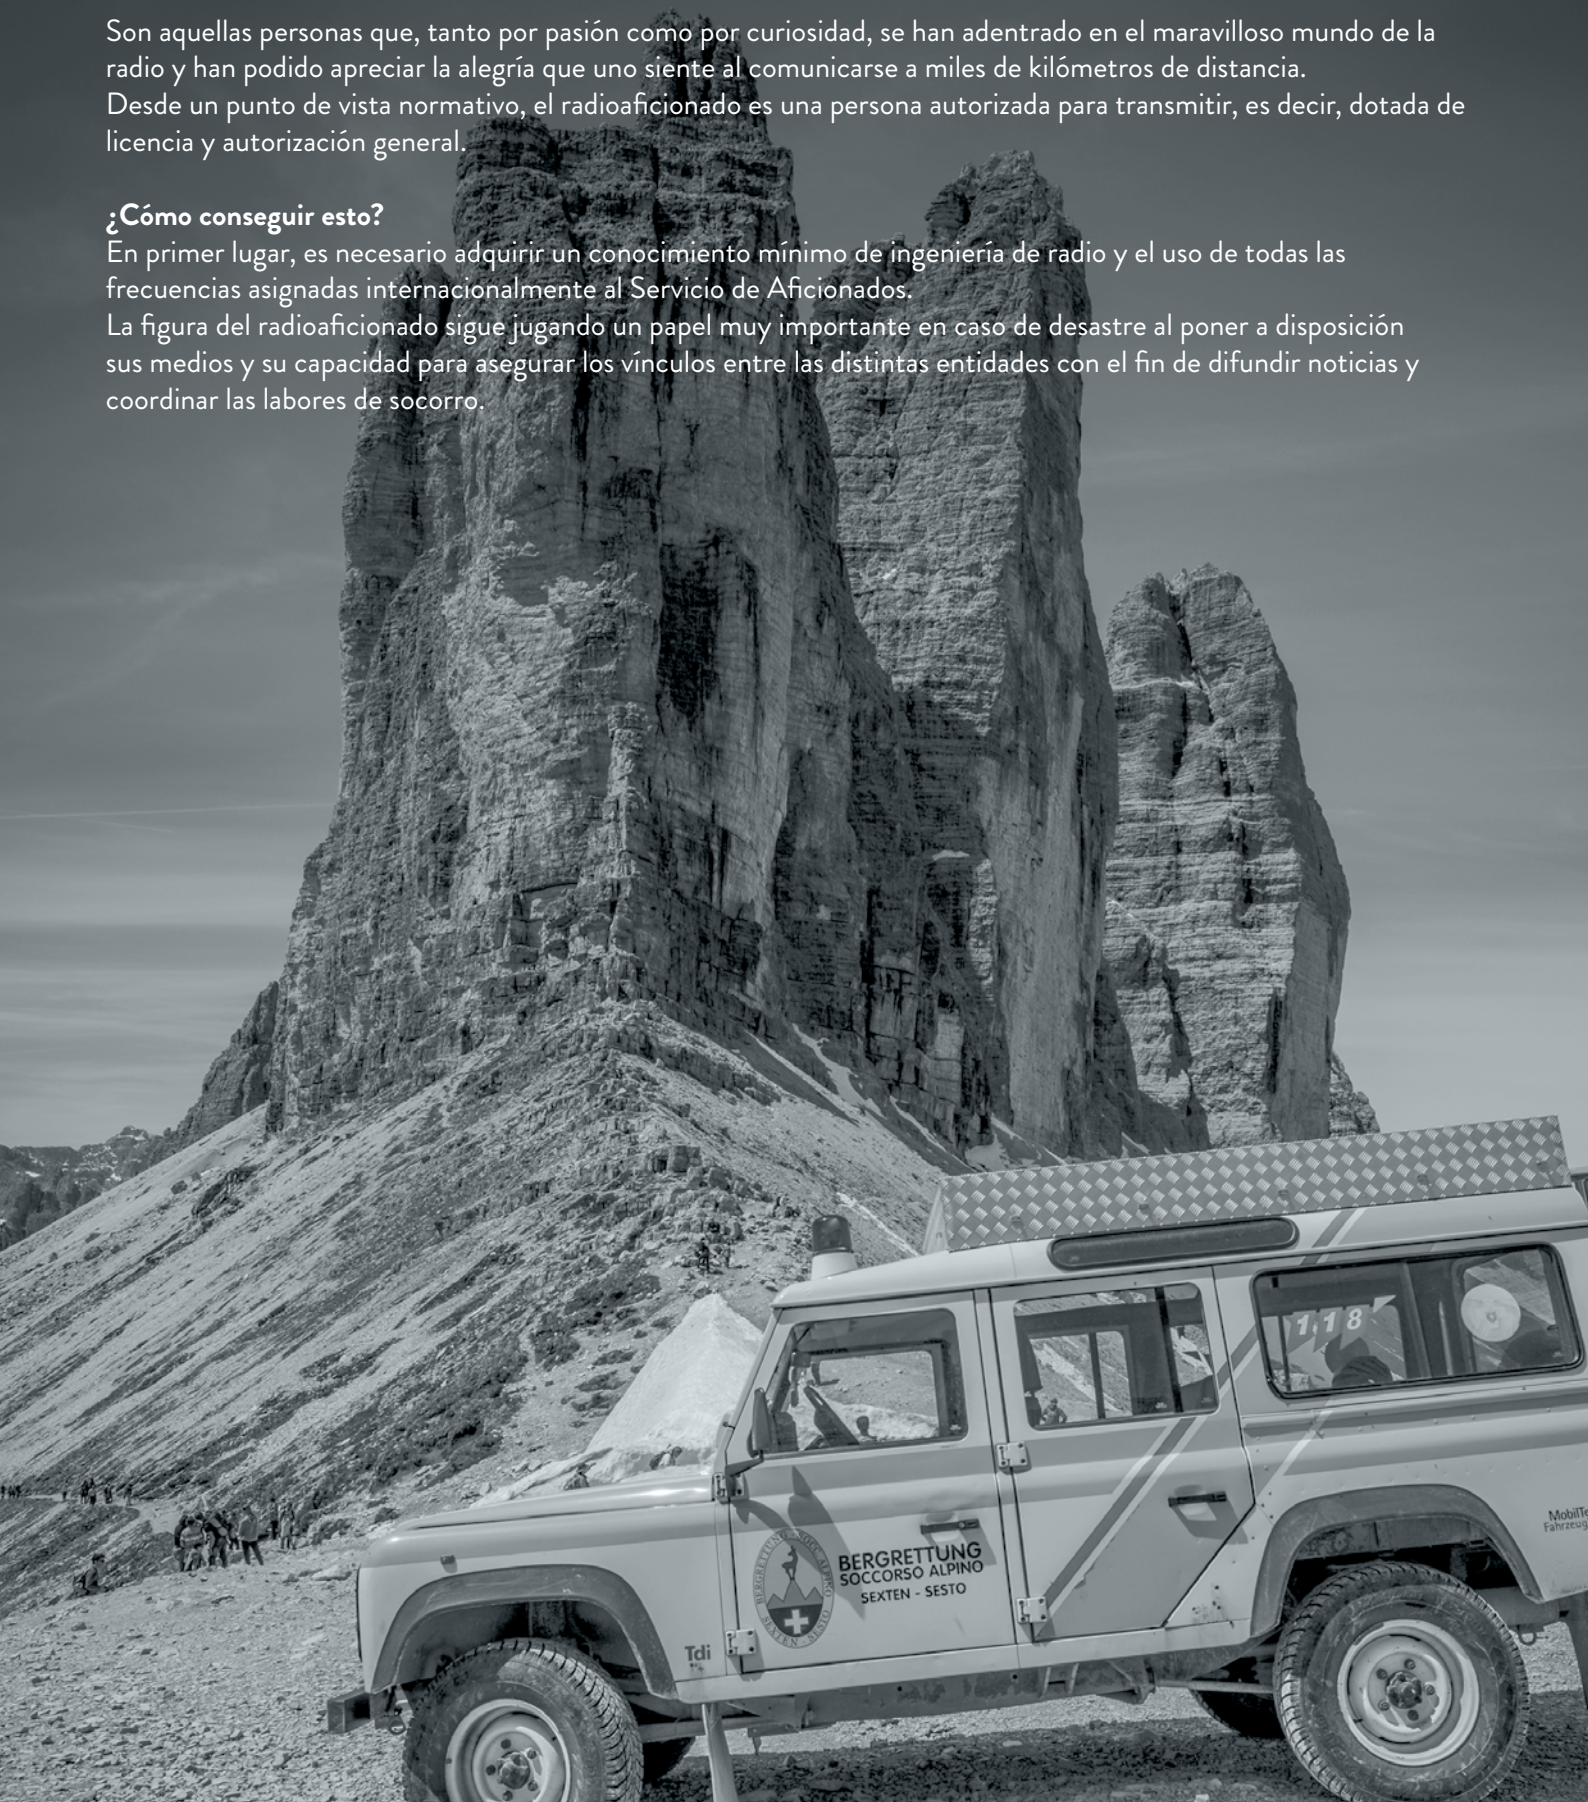 Son aquellas personas que, tanto por pasión como por curiosidad, se han adentrado en el maravilloso mundo de la
radio y han podido apreciar la alegría que uno siente al comunicarse a miles de kilómetros de distancia.
Desde un punto de vista normativo, el radioaficionado es una persona autorizada para transmitir, es decir, dotada de
licencia y autorización general.
¿Cómo conseguir esto?
En primer lugar, es necesario adquirir un conocimiento mínimo de ingeniería de radio y el uso de todas las
frecuencias asignadas internacionalmente al Servicio de Aficionados.
La figura del radioaficionado sigue jugando un papel muy importante en caso de desastre al poner a disposición
sus medios y su capacidad para asegurar los vínculos entre las distintas entidades con el fin de difundir noticias y
coordinar las labores de socorro.
118
BERGRETTUNG
SOCCORSO ALPINO
SEXTEN - SESTO
BERGRETTUNG SOC. ALPINO
SEXTEN - SESTO
Tdi